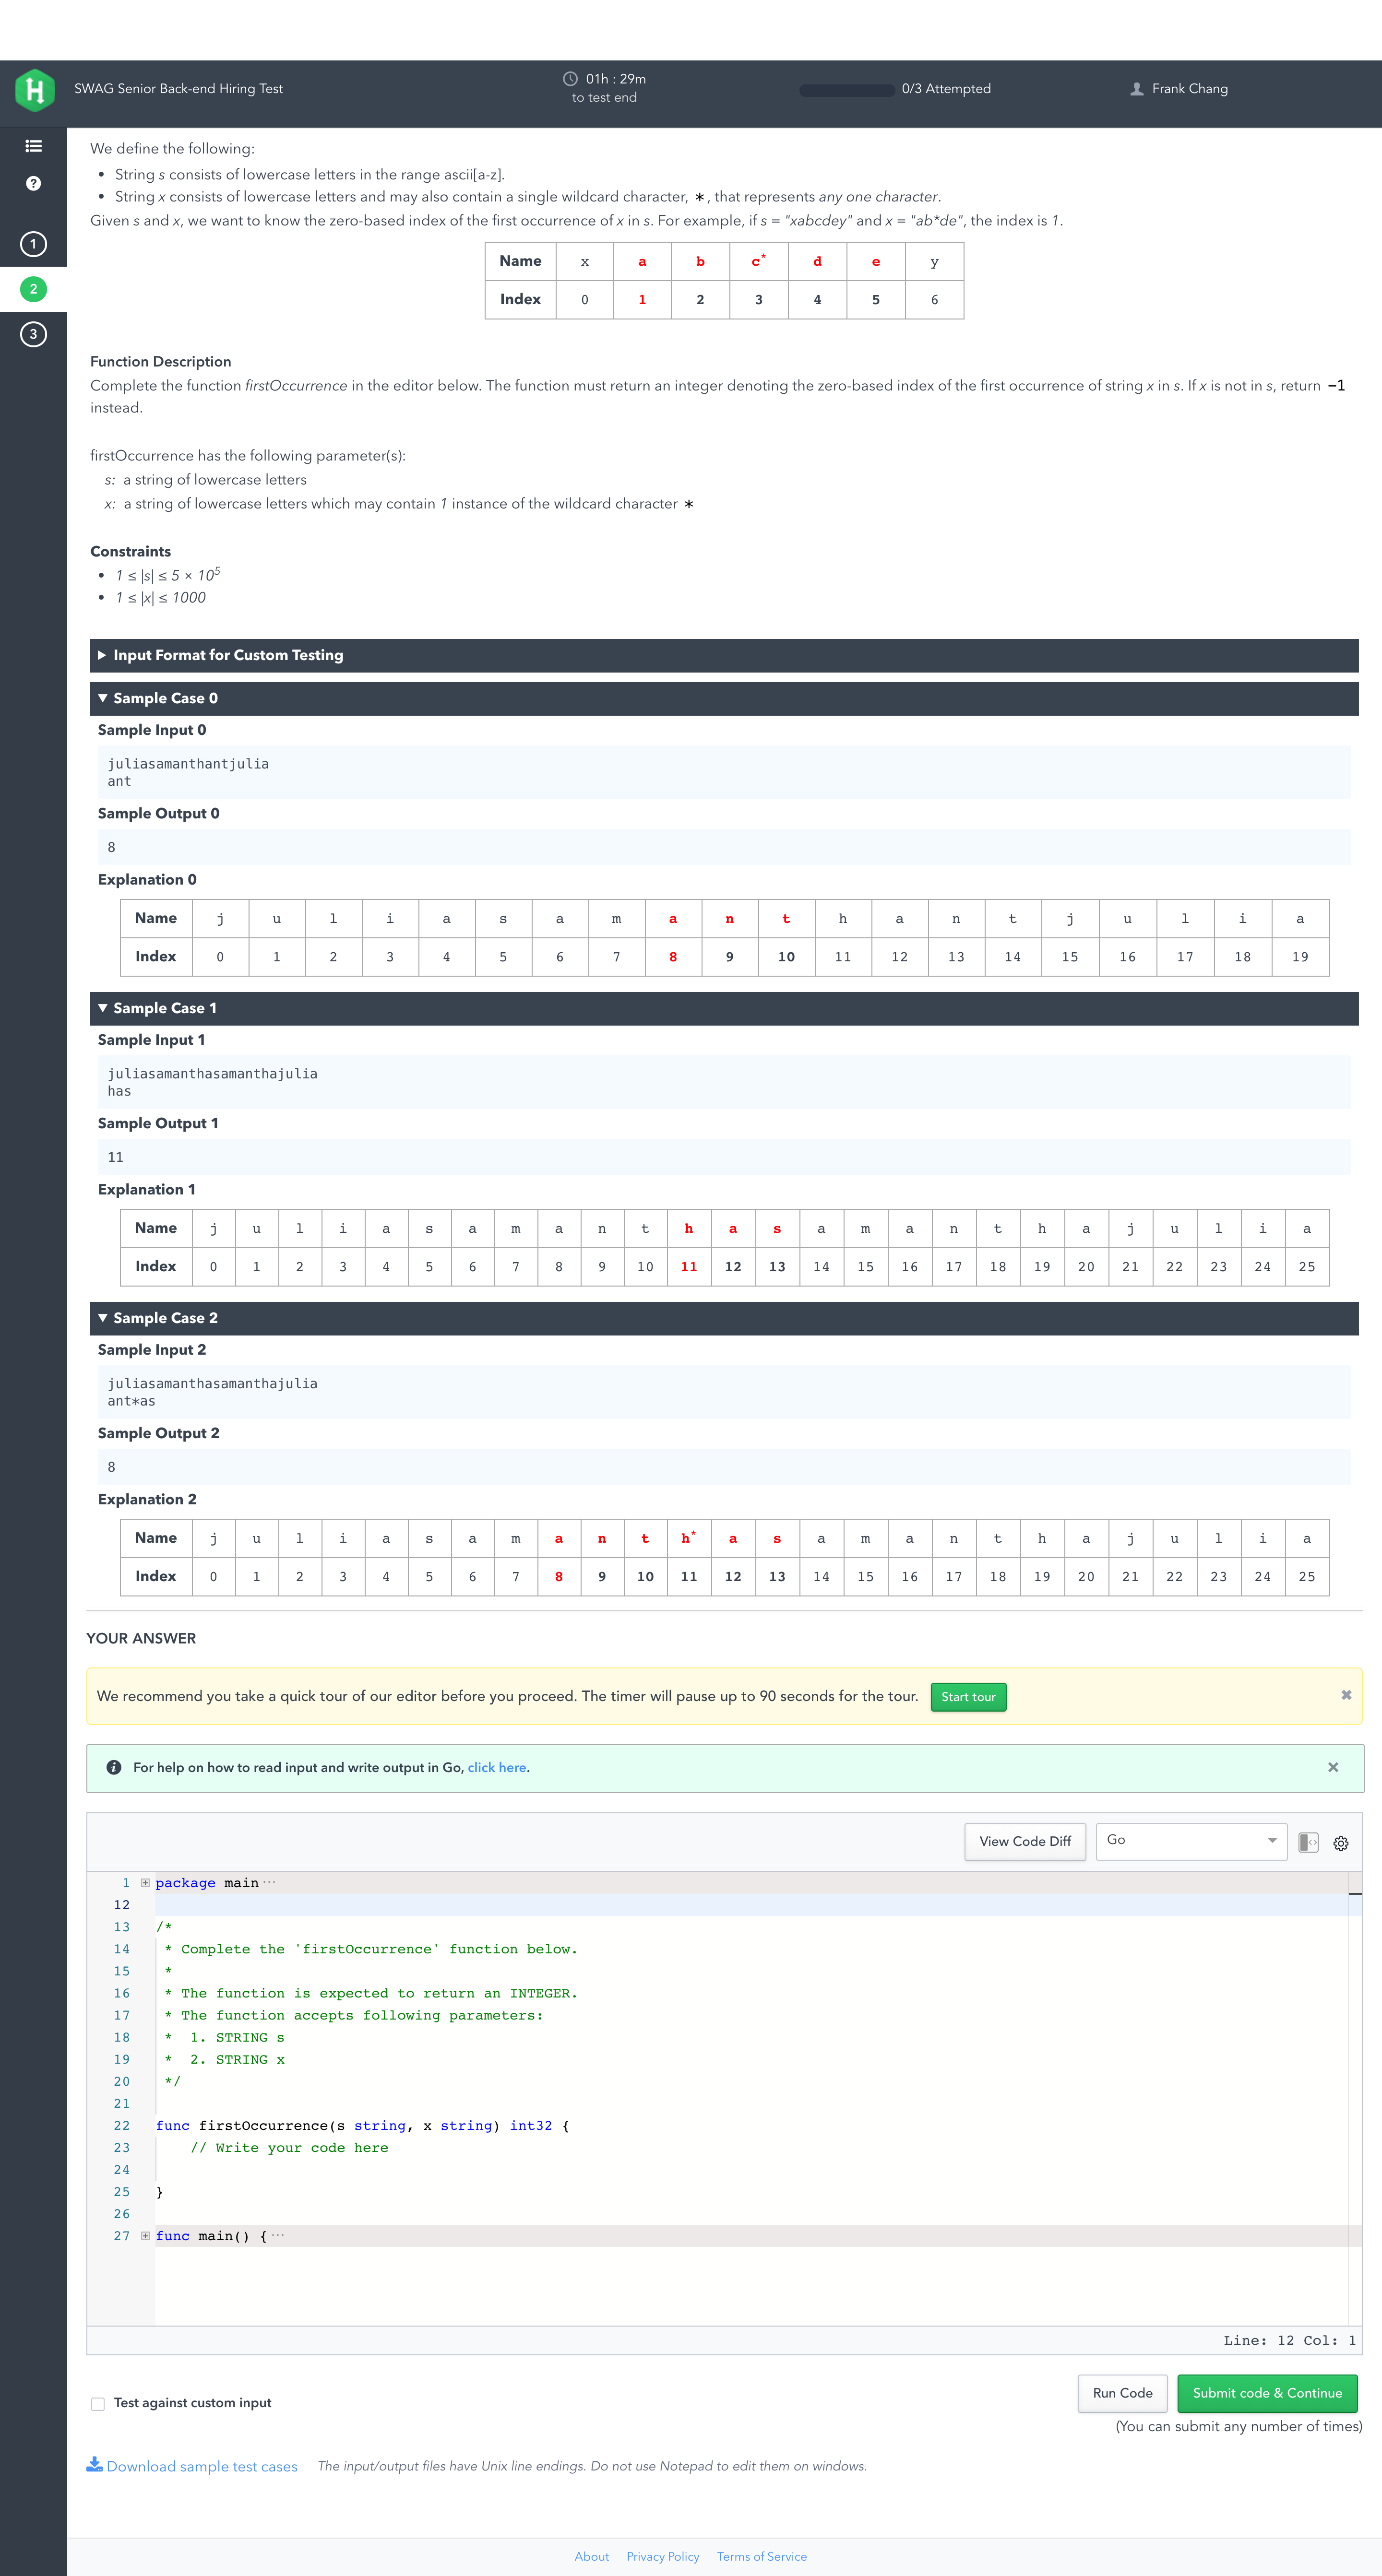 SWAG Senior Back-end Hiring Test
01h : 29m
to test end
0/3 Attempted
Frank Chang
?
1
2
3
We define the following:
• String s consists of lowercase letters in the range ascii[a-z].
• String x consists of lowercase letters and may also contain a single wildcard character, *, that represents any one character.
Given s and x, we want to know the zero-based index of the first occurrence of x in s. For example, if s = "xabcdey" and x = "ab*de", the index is 1.
Name x a b c* d e y
Index 0 1 2 3 4 5 6
Function Description
Complete the function firstOccurrence in the editor below. The function must return an integer denoting the zero-based index of the first occurrence of string x in s. If x is not in s, return -1
instead.
firstOccurrence has the following parameter(s):
s: a string of lowercase letters
x: a string of lowercase letters which may contain 1 instance of the wildcard character *
Constraints
• 1 ≤ |s| ≤ 5 × 10⁵
• 1 ≤ |x| ≤ 1000
Input Format for Custom Testing
Sample Case 0
Sample Input 0
juliasamanthantjulia
ant
Sample Output 0
8
Explanation 0
Name j u l i a s a m a n t h a n t j u l i a
Index 0 1 2 3 4 5 6 7 8 9 10 11 12 13 14 15 16 17 18 19
Sample Case 1
Sample Input 1
juliasamanthasamanthajulia
has
Sample Output 1
11
Explanation 1
Name j u l i a s a m a n t h a s a m a n t h a j u l i a
Index 0 1 2 3 4 5 6 7 8 9 10 11 12 13 14 15 16 17 18 19 20 21 22 23 24 25
Sample Case 2
Sample Input 2
juliasamanthasamanthajulia
ant*as
Sample Output 2
8
Explanation 2
Name j u l i a s a m a n t h* a s a m a n t h a j u l i a
Index 0 1 2 3 4 5 6 7 8 9 10 11 12 13 14 15 16 17 18 19 20 21 22 23 24 25
YOUR ANSWER
We recommend you take a quick tour of our editor before you proceed. The timer will pause up to 90 seconds for the tour. Start tour
For help on how to read input and write output in Go, click here.
View Code Diff
Go
1 package main ···
12
13 /*
14 * Complete the 'firstOccurrence' function below.
15 *
16 * The function is expected to return an INTEGER.
17 * The function accepts following parameters:
18 * 1. STRING s
19 * 2. STRING x
20 */
21
22 func firstOccurrence(s string, x string) int32 {
23 // Write your code here
24
25 }
26
27 func main() { ···
Line: 12 Col: 1
Test against custom input
Run Code
Submit code & Continue
(You can submit any number of times)
Download sample test cases The input/output files have Unix line endings. Do not use Notepad to edit them on windows.
About Privacy Policy Terms of Service